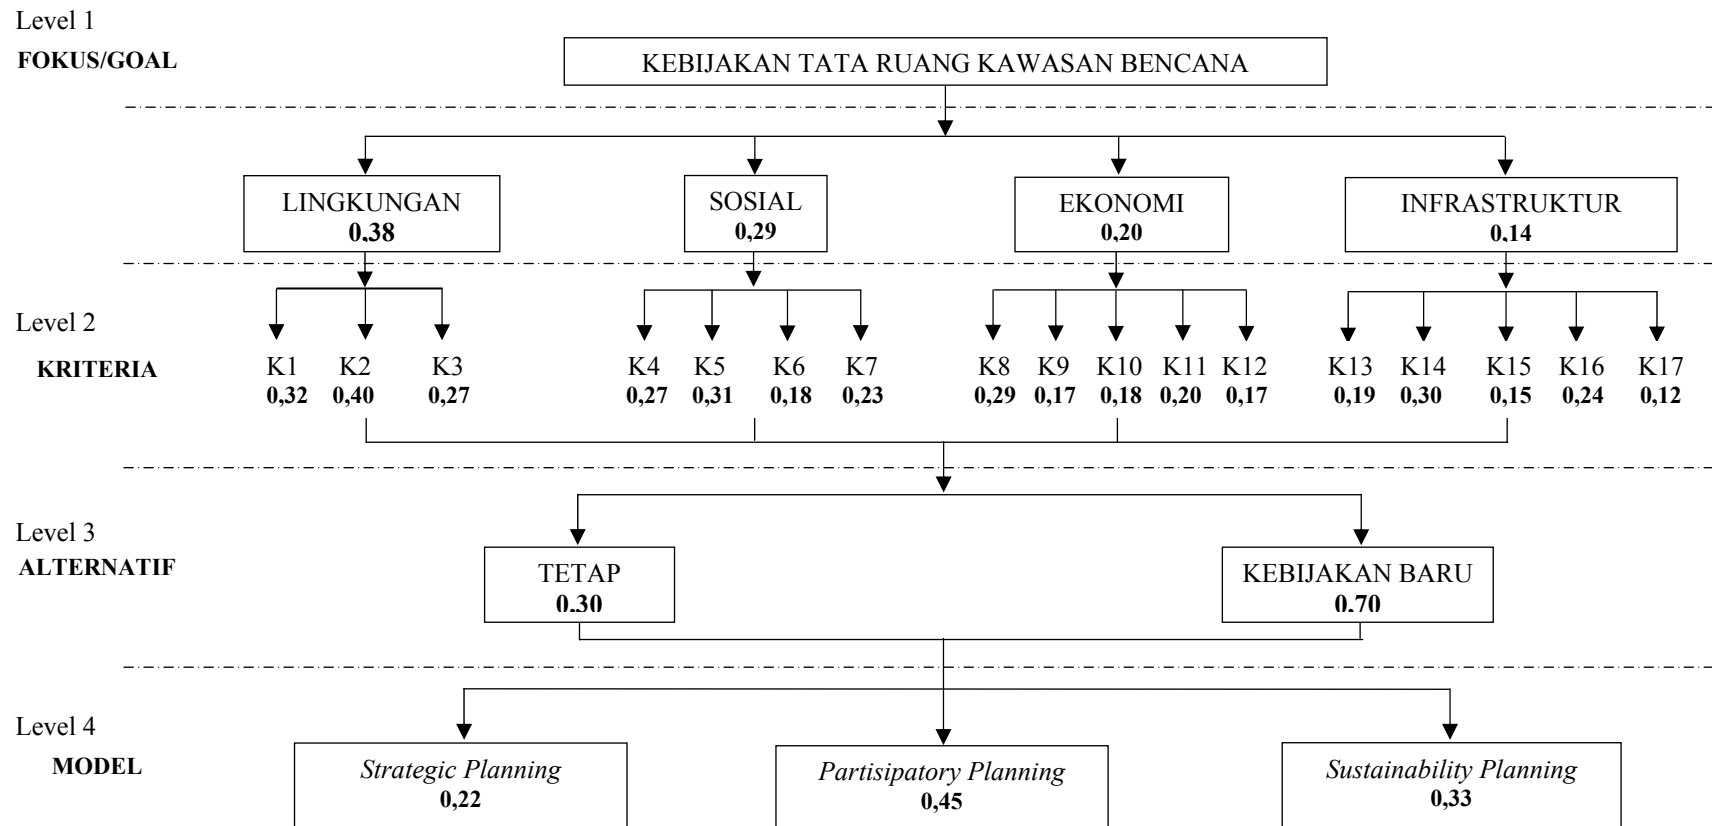 Level 1
FOKUS/GOAL
KEBIJAKAN TATA RUANG KAWASAN BENCANA
LINGKUNGAN
0,38
SOSIAL
0,29
EKONOMI
0,20
INFRASTRUKTUR
0,14
Level 2
KRITERIA
K1 K2 K3 K4 K5 K6 K7 K8 K9 K10 K11 K12 K13 K14 K15 K16 K17
0,32 0,40 0,27 0,27 0,31 0,18 0,23 0,29 0,17 0,18 0,20 0,17 0,19 0,30 0,15 0,24 0,12
Level 3
ALTERNATIF
TETAP
0,30
KEBIJAKAN BARU
0,70
Level 4
MODEL
Strategic Planning
0,22
Partisipatory Planning
0,45
Sustainability Planning
0,33